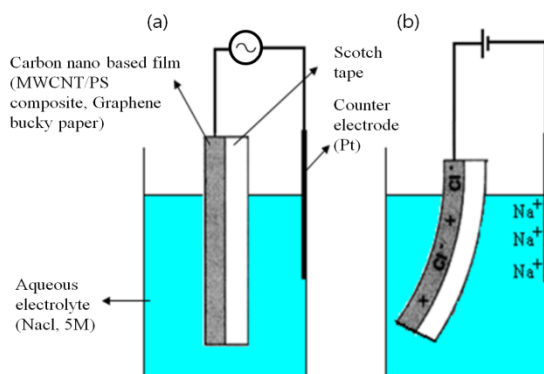 (a)
(b)
Carbon nano based film
(MWCNT/PS
composite, Graphene
bucky paper)
Scotch
tape
Counter
electrode
(Pt)
Aqueous
electrolyte
(Nacl, 5M)
Cl-
+
Cl-
+
Na+
Na+
Na+